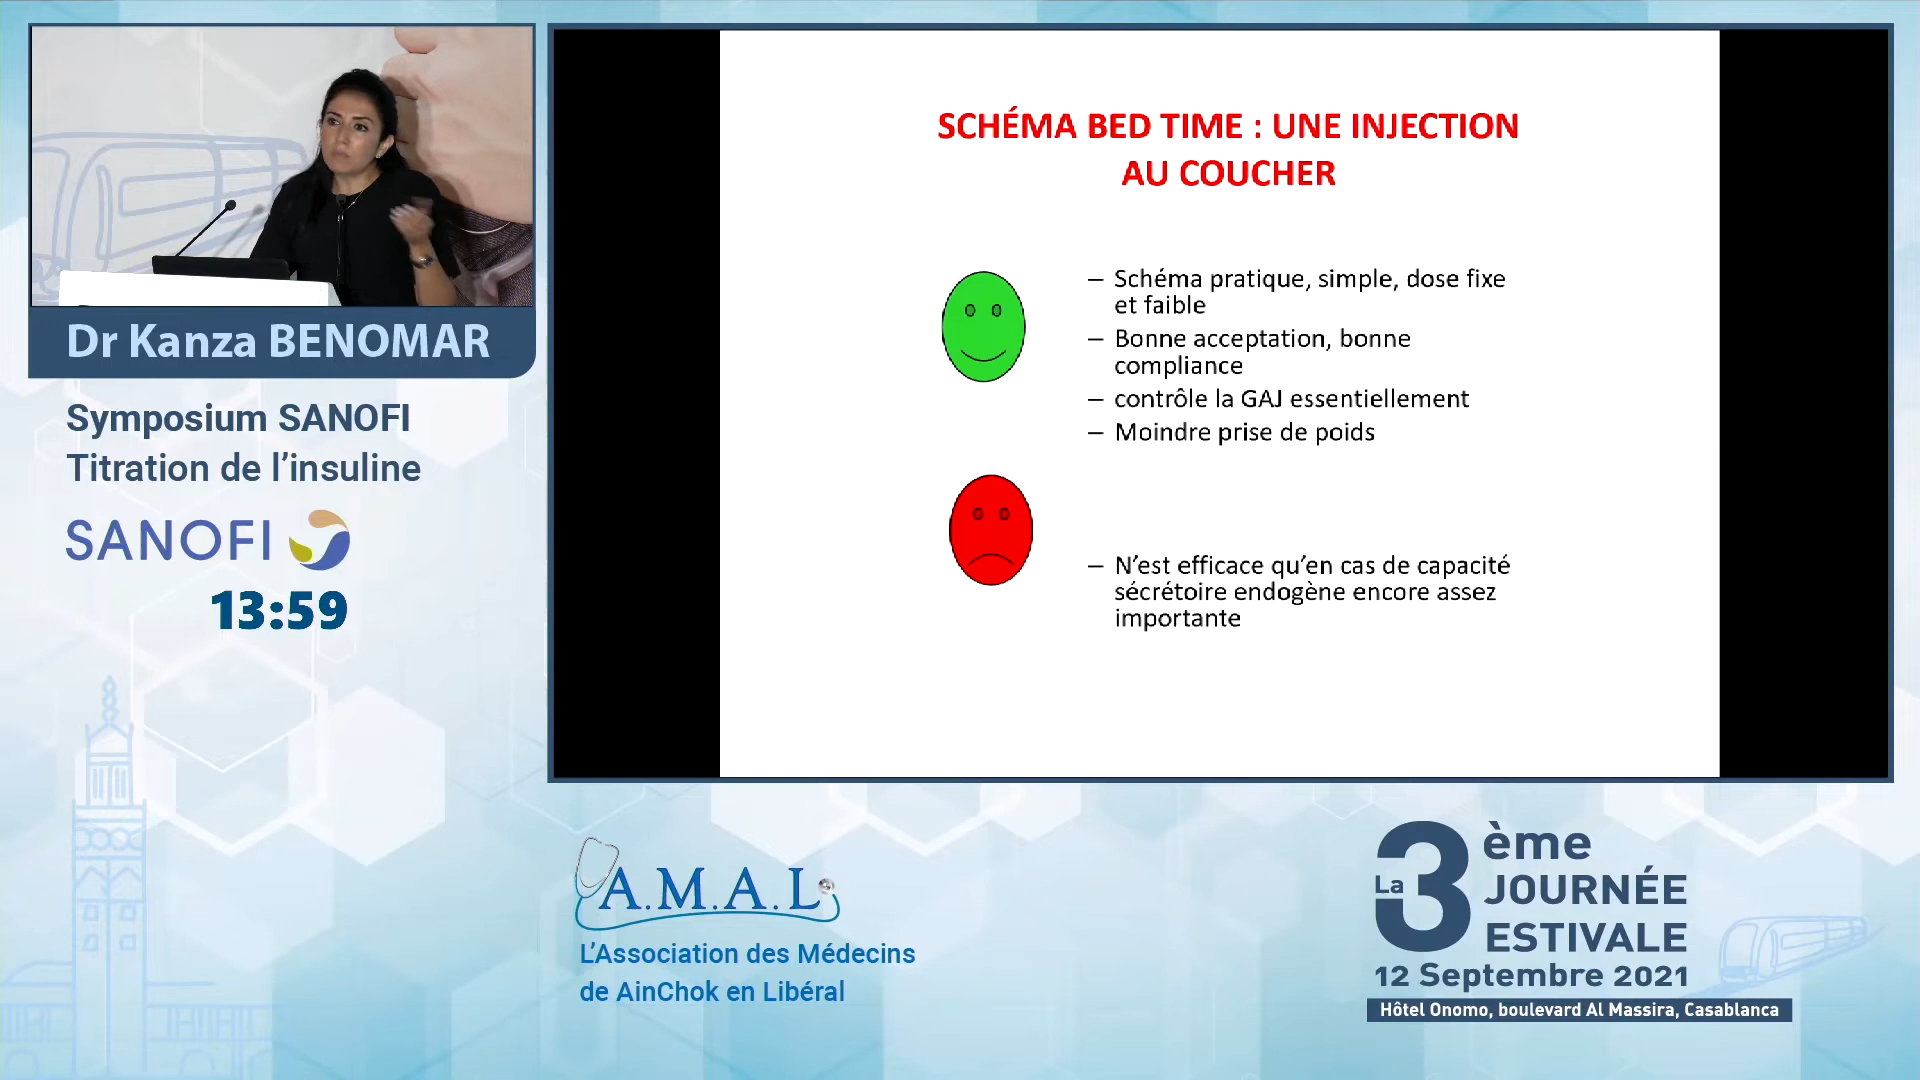 Dr Kanza BENOMAR
Symposium SANOFI
Titration de l'insuline
SANOFI
13:59
SCHÉMA BED TIME : UNE INJECTION
AU COUCHER
– Schéma pratique, simple, dose fixe
et faible
– Bonne acceptation, bonne
compliance
– contrôle la GAJ essentiellement
– Moindre prise de poids
– N'est efficace qu'en cas de capacité
sécrétoire endogène encore assez
importante
A.M.A.L
L'Association des Médecins
de AinChok en Libéral
La 3ème
JOURNÉE
ESTIVALE
12 Septembre 2021
Hôtel Onomo, boulevard Al Massira, Casablanca